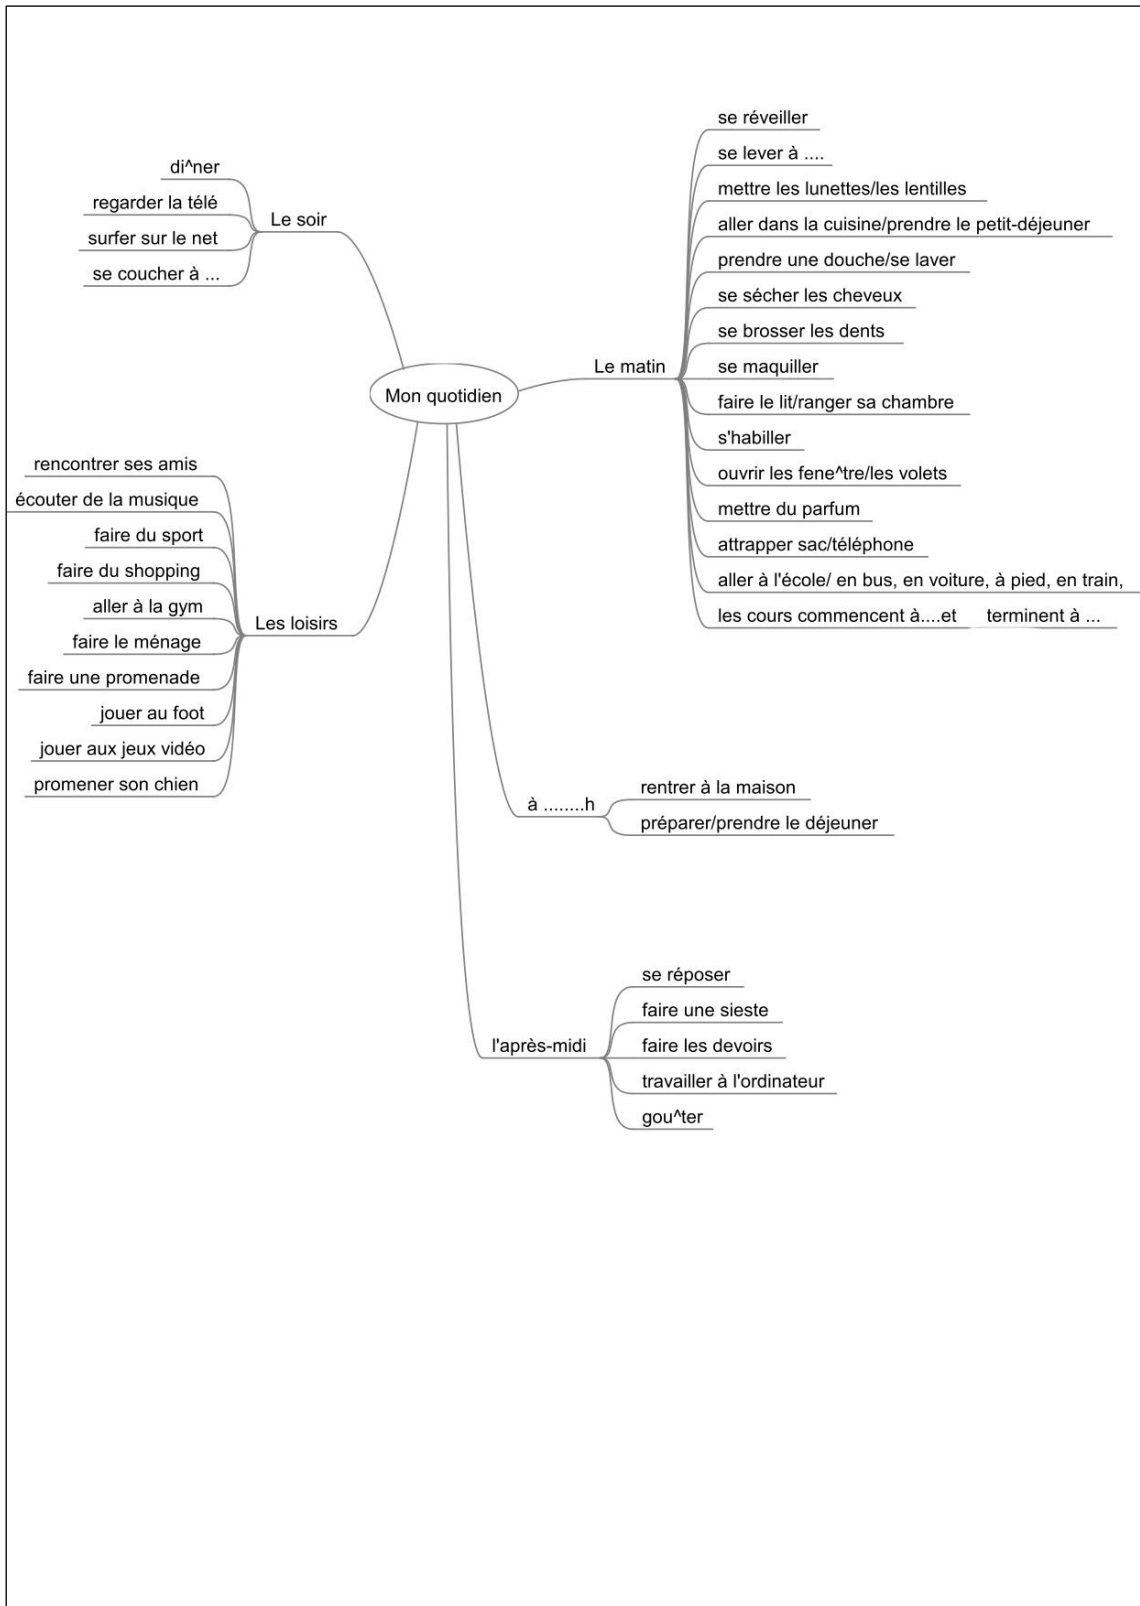 Mon quotidien
Le matin
se réveiller
se lever à ....
mettre les lunettes/les lentilles
aller dans la cuisine/prendre le petit-déjeuner
prendre une douche/se laver
se sécher les cheveux
se brosser les dents
se maquiller
faire le lit/ranger sa chambre
s'habiller
ouvrir les fene^tre/les volets
mettre du parfum
attrapper sac/téléphone
aller à l'école/ en bus, en voiture, à pied, en train,
les cours commencent à....et terminent à ...
à ........h
rentrer à la maison
préparer/prendre le déjeuner
l'après-midi
se réposer
faire une sieste
faire les devoirs
travailler à l'ordinateur
gou^ter
Le soir
di^ner
regarder la télé
surfer sur le net
se coucher à ...
Les loisirs
rencontrer ses amis
écouter de la musique
faire du sport
faire du shopping
aller à la gym
faire le ménage
faire une promenade
jouer au foot
jouer aux jeux vidéo
promener son chien